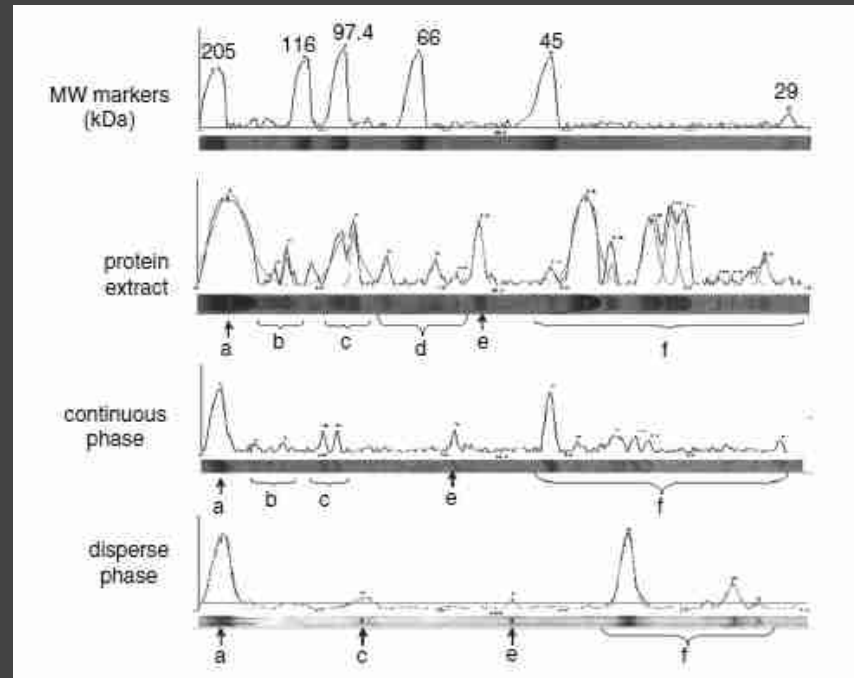 205 116 97.4 66 45 29
MW markers
(kDa)
protein
extract
a b c d e f
continuous
phase
a b c e f
disperse
phase
a c e f